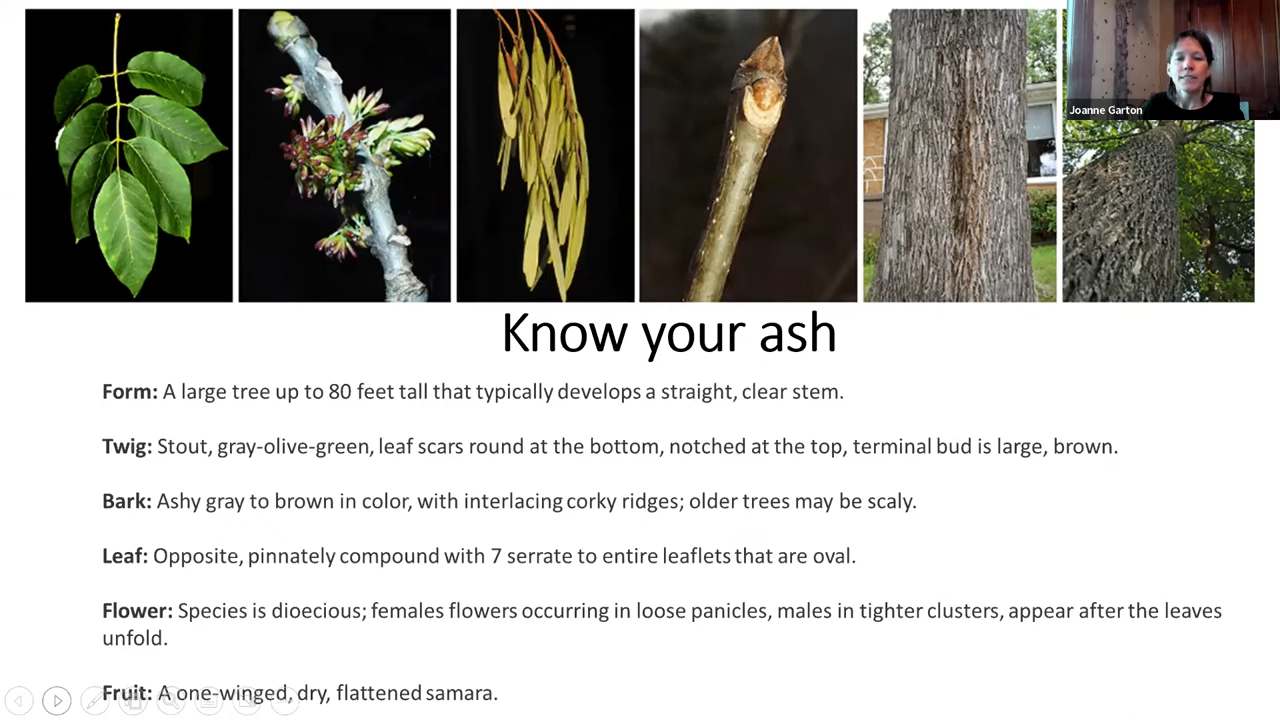 Joanne Garton
Know your ash
Form: A large tree up to 80 feet tall that typically develops a straight, clear stem.
Twig: Stout, gray-olive-green, leaf scars round at the bottom, notched at the top, terminal bud is large, brown.
Bark: Ashy gray to brown in color, with interlacing corky ridges; older trees may be scaly.
Leaf: Opposite, pinnately compound with 7 serrate to entire leaflets that are oval.
Flower: Species is dioecious; females flowers occurring in loose panicles, males in tighter clusters, appear after the leaves
unfold.
Fruit: A one-winged, dry, flattened samara.